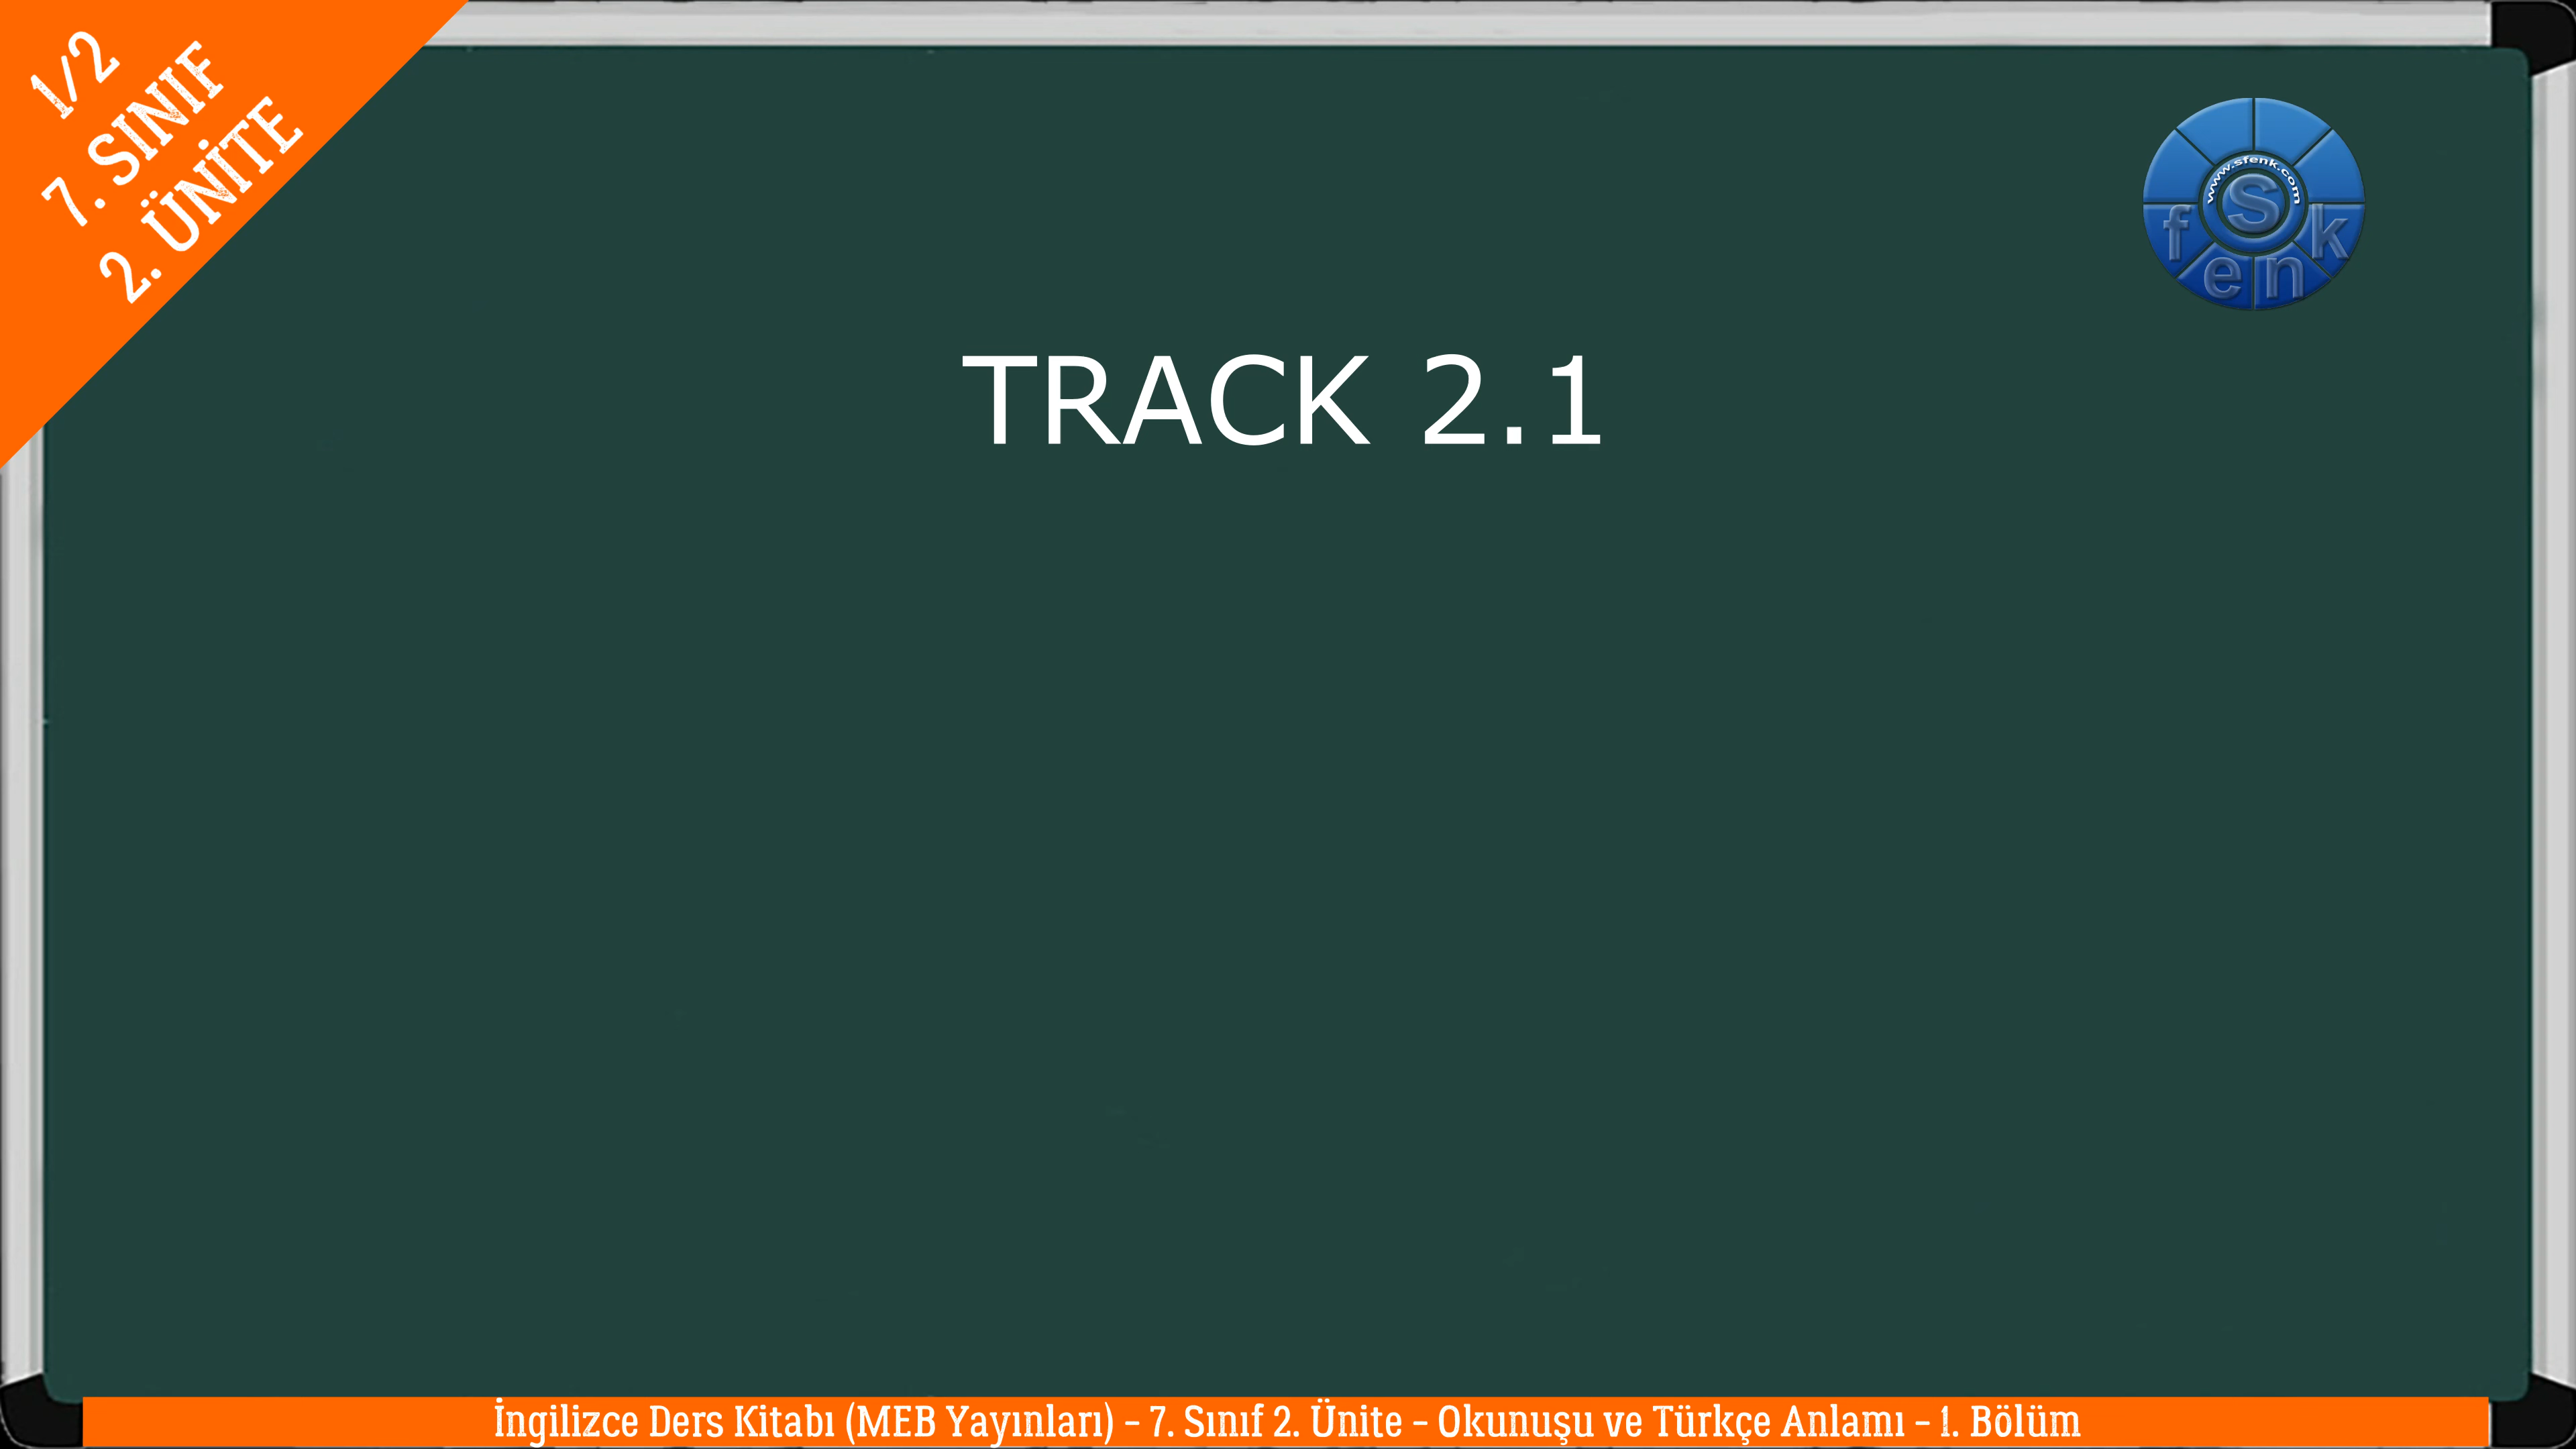 1/2
7. SINIF
2. ÜNİTE
www.sfenk.com
s
f e n k
TRACK 2.1
İngilizce Ders Kitabı (MEB Yayınları) – 7. Sınıf 2. Ünite – Okunuşu ve Türkçe Anlamı – 1. Bölüm